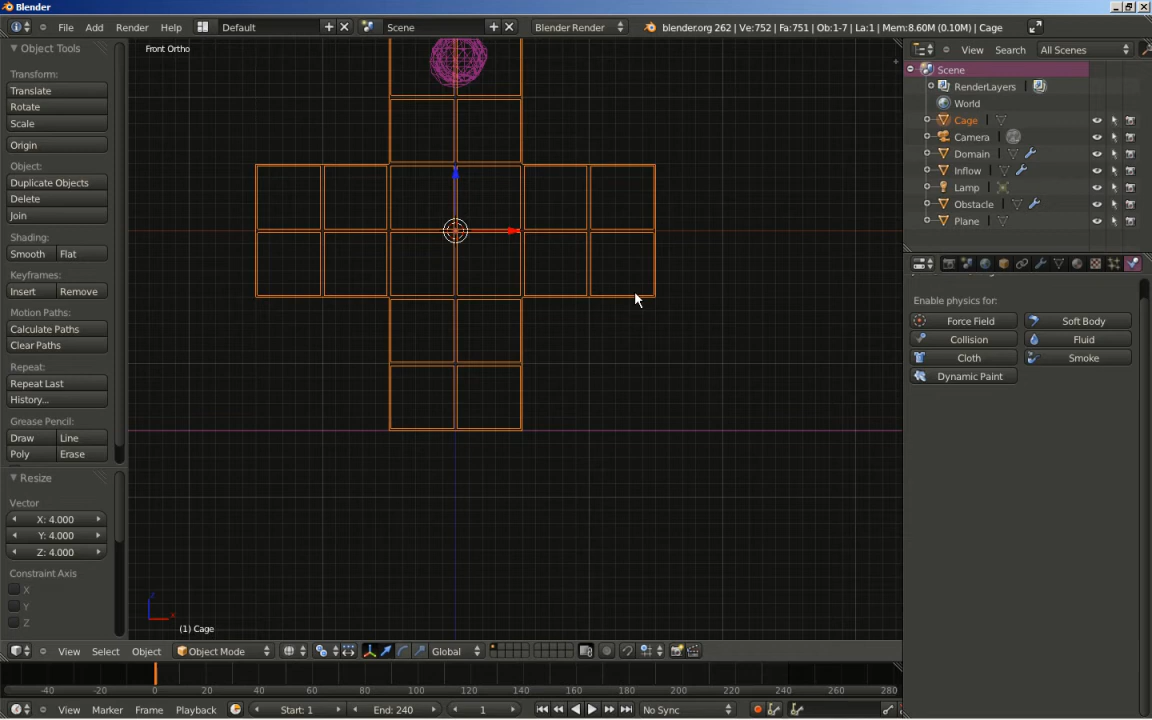 Blender
File Add Render Help Default Scene Blender Render blender.org 262 | Ve:752 | Fa:751 | Ob:1-7 | La:1 | Mem:8.60M (0.10M) | Cage
Object Tools
Transform:
Translate
Rotate
Scale
Origin
Object:
Duplicate Objects
Delete
Join
Shading:
Smooth Flat
Keyframes:
Insert Remove
Motion Paths:
Calculate Paths
Clear Paths
Repeat:
Repeat Last
History...
Grease Pencil:
Draw Line
Poly Erase
Resize
Vector
X: 4.000
Y: 4.000
Z: 4.000
Constraint Axis
X
Y
Z
Front Ortho
z
x
(1) Cage
View Search All Scenes
Scene
RenderLayers
World
Cage
Camera
Domain
Inflow
Lamp
Obstacle
Plane
Enable physics for:
Force Field Soft Body
Collision Fluid
Cloth Smoke
Dynamic Paint
View Select Object Object Mode Global
-40 -20 0 20 40 60 80 100 120 140 160 180 200 220 240 260 280
View Marker Frame Playback Start: 1 End: 240 1 No Sync